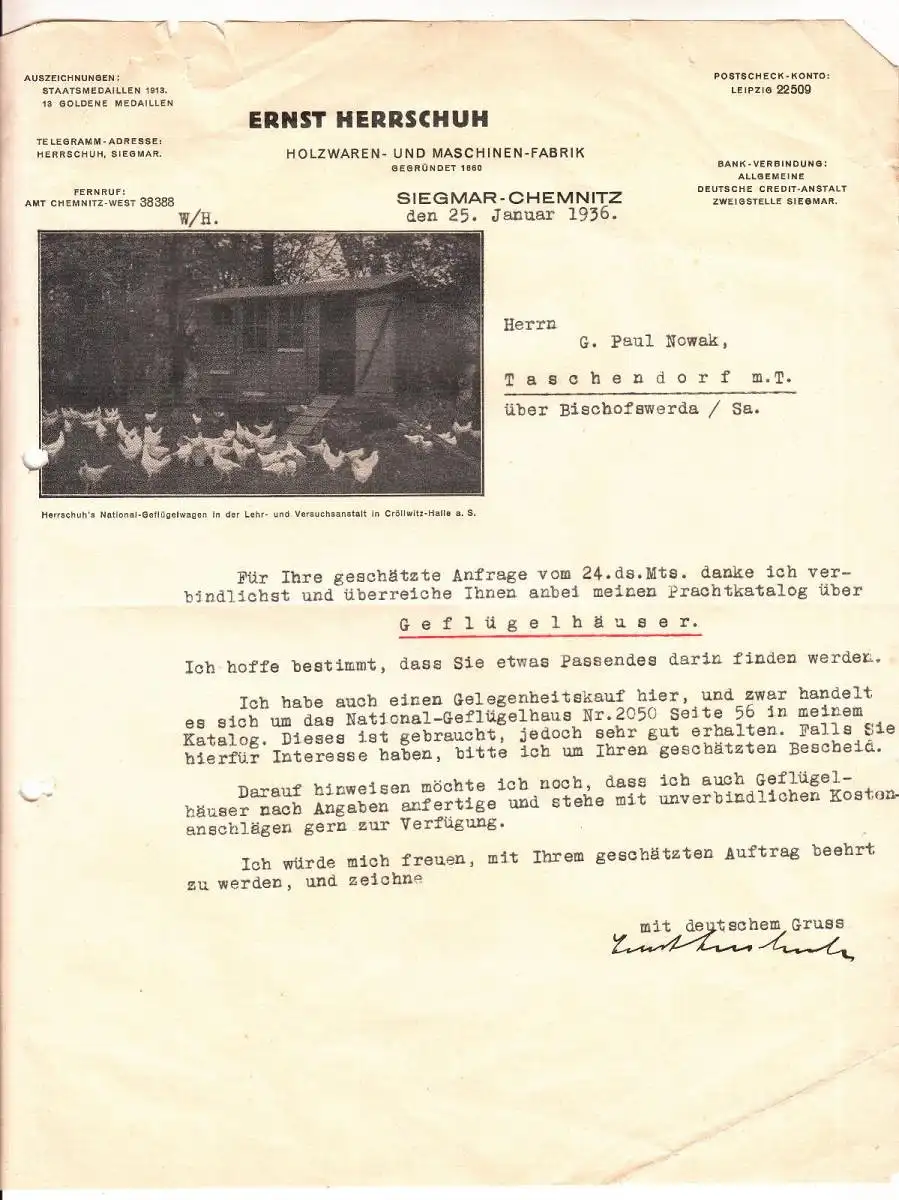 AUSZEICHNUNGEN:
STAATSMEDAILLEN 1913.
13 GOLDENE MEDAILLEN
TELEGRAMM-ADRESSE:
HERRSCHUH, SIEGMAR.
FERNRUF:
AMT CHEMNITZ-WEST 38388
W/H.
ERNST HERRSCHUH
HOLZWAREN- UND MASCHINEN-FABRIK
GEGRÜNDET 1860
SIEGMAR-CHEMNITZ
den 25. Januar 1936.
POSTSCHECK-KONTO:
LEIPZIG 22509
BANK-VERBINDUNG:
ALLGEMEINE
DEUTSCHE CREDIT-ANSTALT
ZWEIGSTELLE SIEGMAR.
Herrn
G. Paul Nowak,
Taschendorf m.T.
über Bischofswerda / Sa.
Herrschuh's National-Geflügelwagen in der Lehr- und Versuchsanstalt in Cröllwitz-Halle a. S.
Für Ihre geschätzte Anfrage vom 24.ds.Mts. danke ich ver-
bindlichst und überreiche Ihnen anbei meinen Prachtkatalog über
Geflügelhäuser.
Ich hoffe bestimmt, dass Sie etwas Passendes darin finden werden.
Ich habe auch einen Gelegenheitskauf hier, und zwar handelt
es sich um das National-Geflügelhaus Nr.2050 Seite 56 in meinem
Katalog. Dieses ist gebraucht, jedoch sehr gut erhalten. Falls Sie
hierfür Interesse haben, bitte ich um Ihren geschätzten Bescheid.
Darauf hinweisen möchte ich noch, dass ich auch Geflügel-
häuser nach Angaben anfertige und stehe mit unverbindlichen Kosten-
anschlägen gern zur Verfügung.
Ich würde mich freuen, mit Ihrem geschätzten Auftrag beehrt
zu werden, und zeichne
mit deutschem Gruss
Ernst Herrschuh